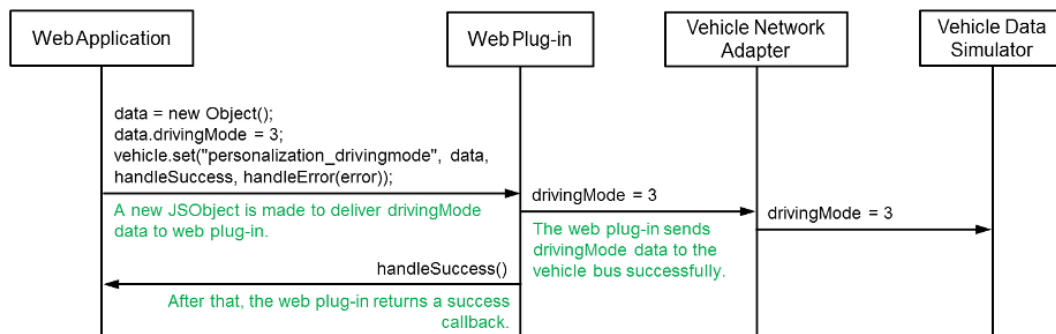 Web Application
Web Plug-in
Vehicle Network
Adapter
Vehicle Data
Simulator
data = new Object();
data.drivingMode = 3;
vehicle.set("personalization_drivingmode", data,
handleSuccess, handleError(error));
A new JSObject is made to deliver drivingMode
data to web plug-in.
drivingMode = 3
The web plug-in sends
drivingMode data to the
vehicle bus successfully.
drivingMode = 3
handleSuccess()
After that, the web plug-in returns a success
callback.